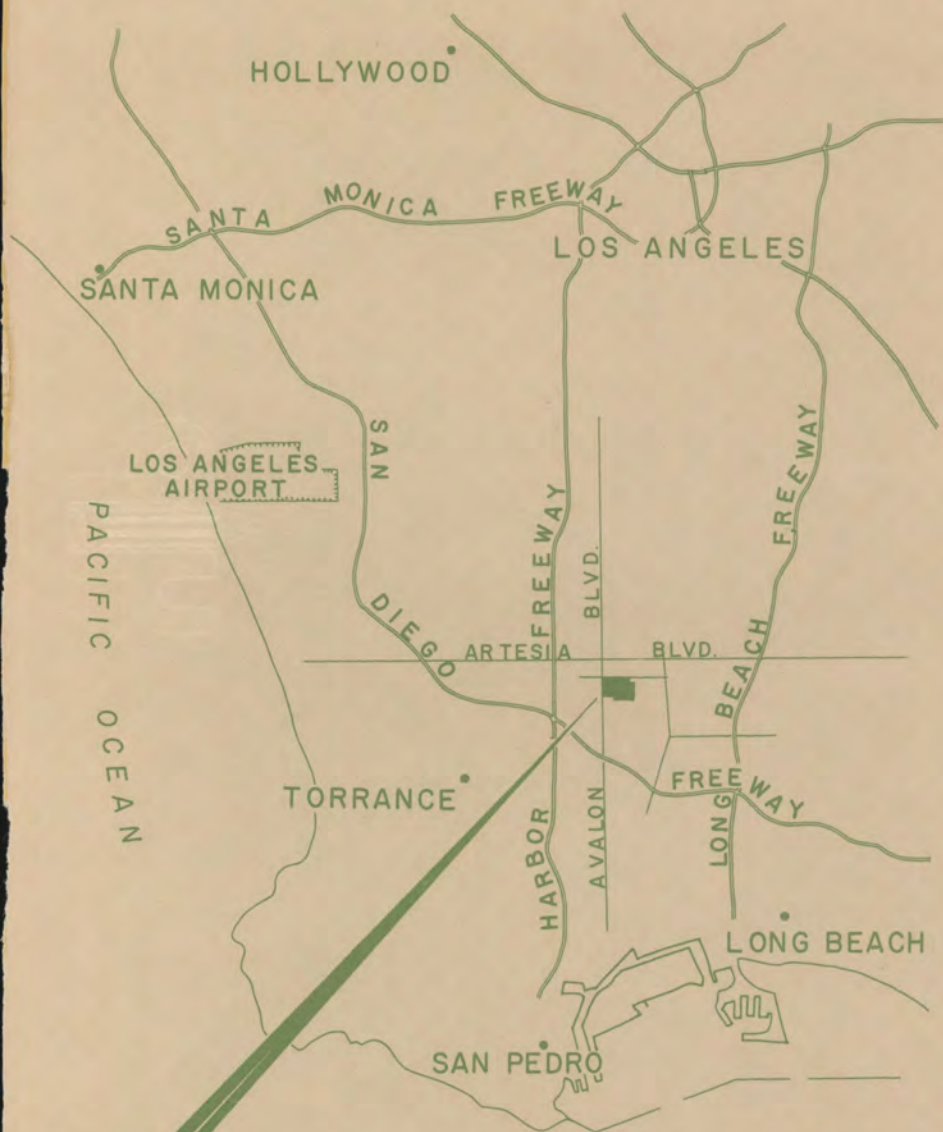 HOLLYWOOD
SANTA MONICA FREEWAY
LOS ANGELES
SANTA MONICA
LOS ANGELES
AIRPORT
PACIFIC OCEAN
SAN DIEGO FREEWAY
HARBOR FREEWAY
AVALON BLVD.
ARTESIA BLVD.
LONG BEACH FREEWAY
TORRANCE
LONG BEACH
SAN PEDRO